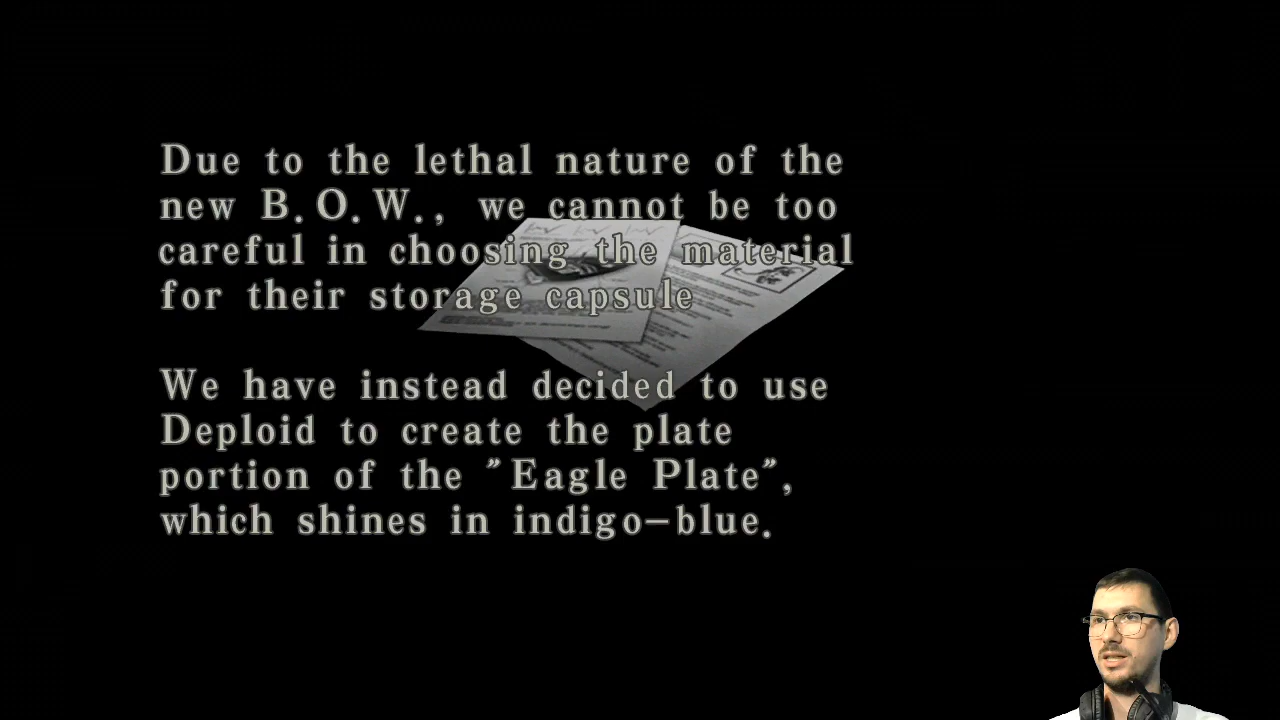 Due to the lethal nature of the
new B.O.W., we cannot be too
careful in choosing the material
for their storage capsule
We have instead decided to use
Deploid to create the plate
portion of the "Eagle Plate",
which shines in indigo-blue.